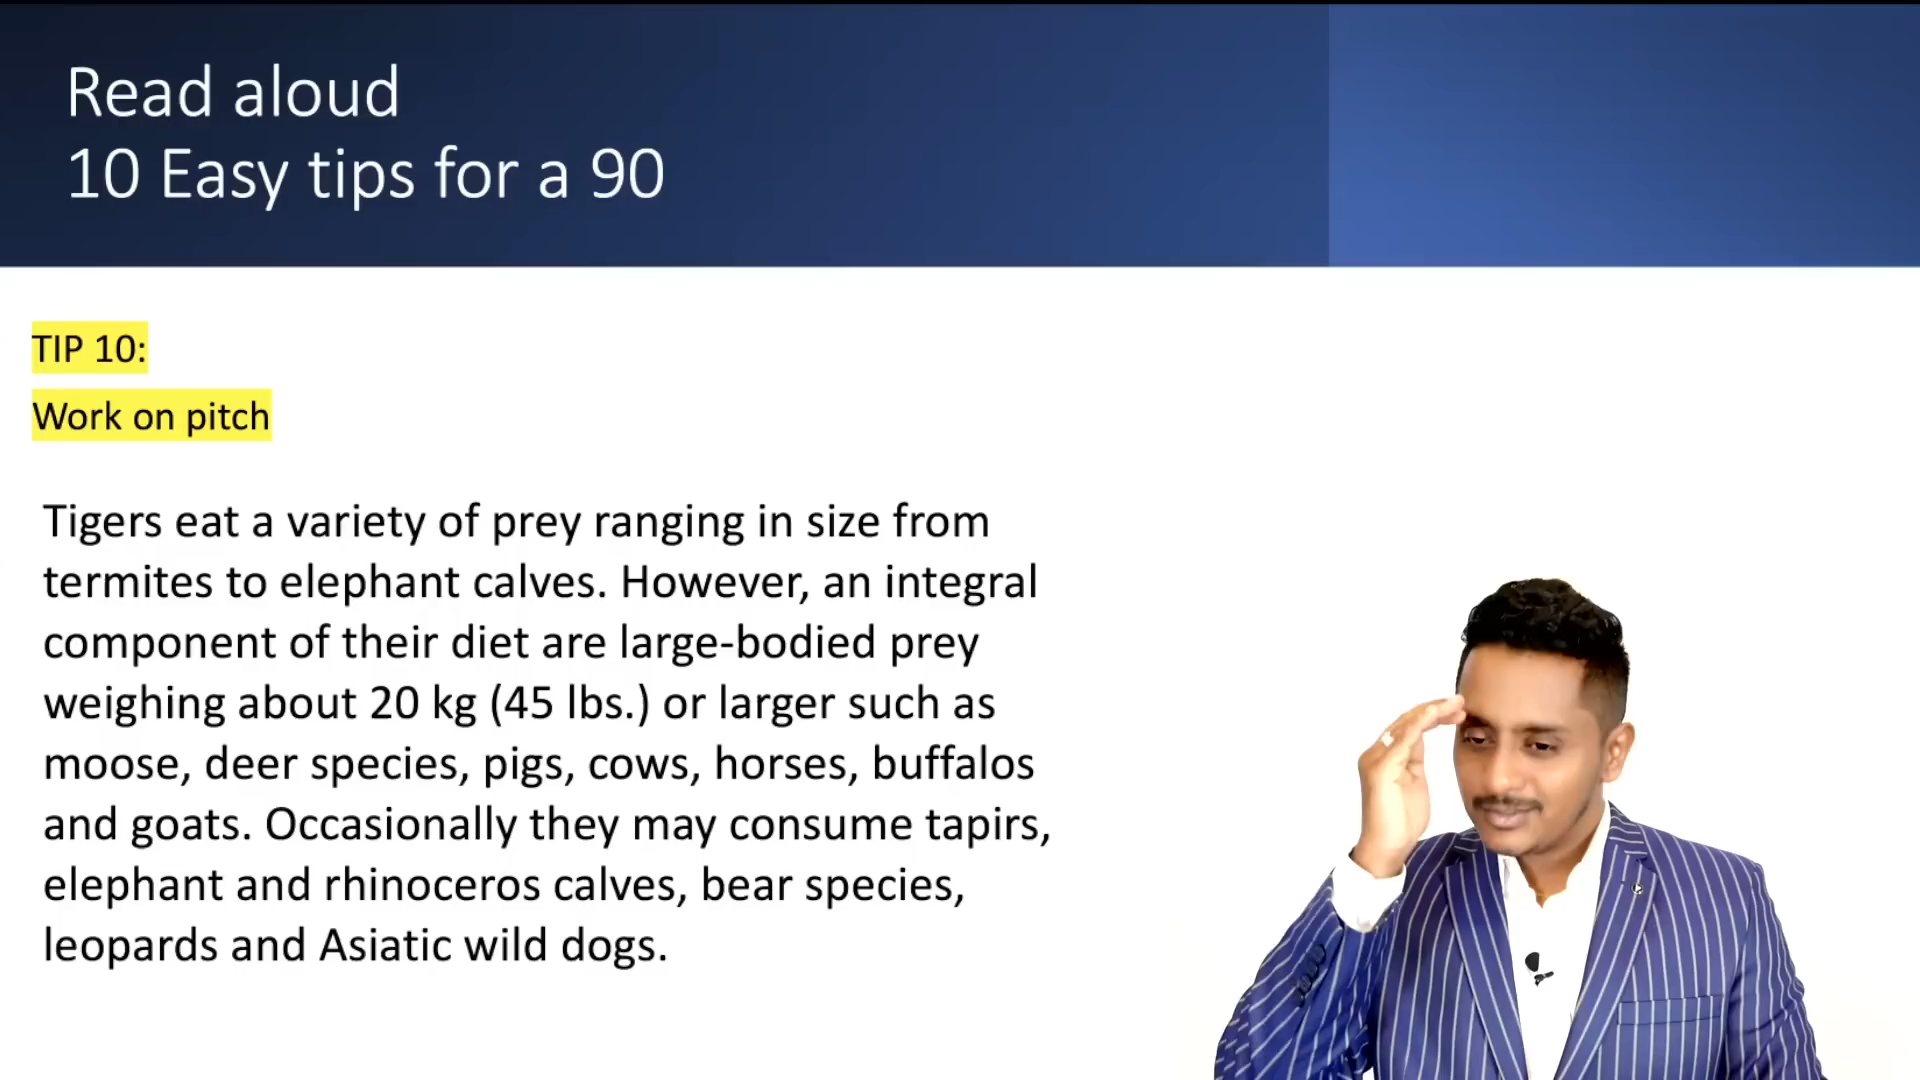 Read aloud
10 Easy tips for a 90
TIP 10:
Work on pitch
Tigers eat a variety of prey ranging in size from
termites to elephant calves. However, an integral
component of their diet are large-bodied prey
weighing about 20 kg (45 lbs.) or larger such as
moose, deer species, pigs, cows, horses, buffalos
and goats. Occasionally they may consume tapirs,
elephant and rhinoceros calves, bear species,
leopards and Asiatic wild dogs.